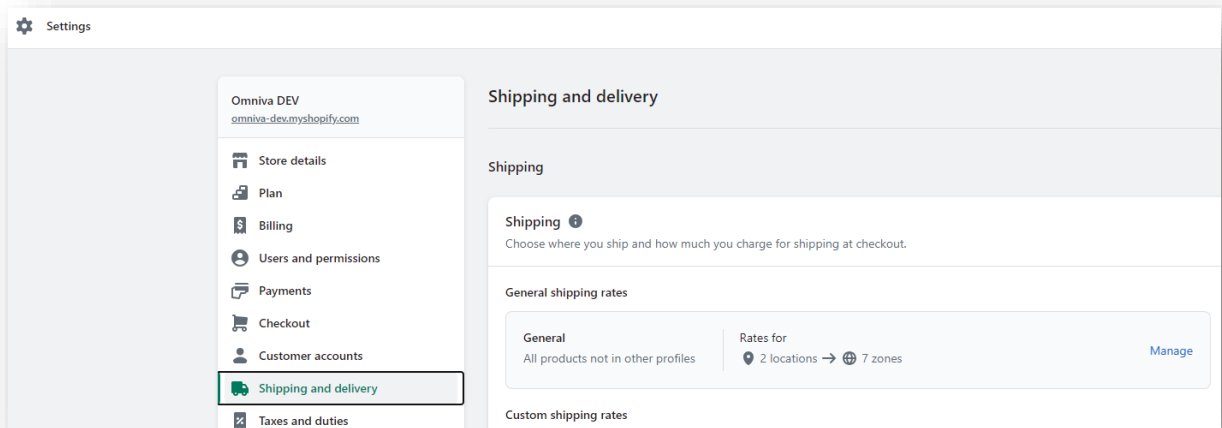 Settings
Omniva DEV
omniva-dev.myshopify.com
Store details
Plan
Billing
Users and permissions
Payments
Checkout
Customer accounts
Shipping and delivery
Taxes and duties
Shipping and delivery
Shipping
Shipping
Choose where you ship and how much you charge for shipping at checkout.
General shipping rates
General
All products not in other profiles
Rates for
2 locations → 7 zones
Manage
Custom shipping rates